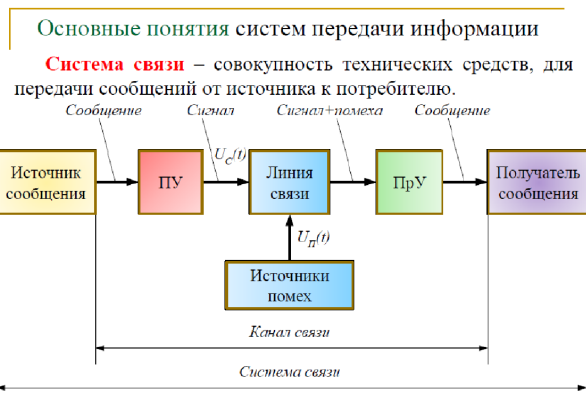 Основные понятия систем передачи информации
Система связи – совокупность технических средств, для
передачи сообщений от источника к потребителю.
Сообщение Сигнал Сигнал+помеха Сообщение
Источник сообщения
ПУ
Uс(t)
Линия связи
ПрУ
Получатель сообщения
Uп(t)
Источники помех
Канал связи
Система связи